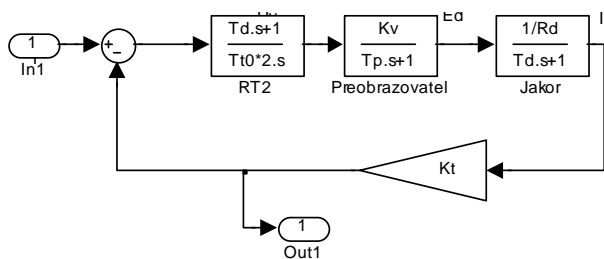 Ed
I
1
In1
+
−
Td.s+1
Tt0*2.s
RT2
Kv
Tp.s+1
Preobrazovatel
1/Rd
Td.s+1
Jakor
Kt
1
Out1